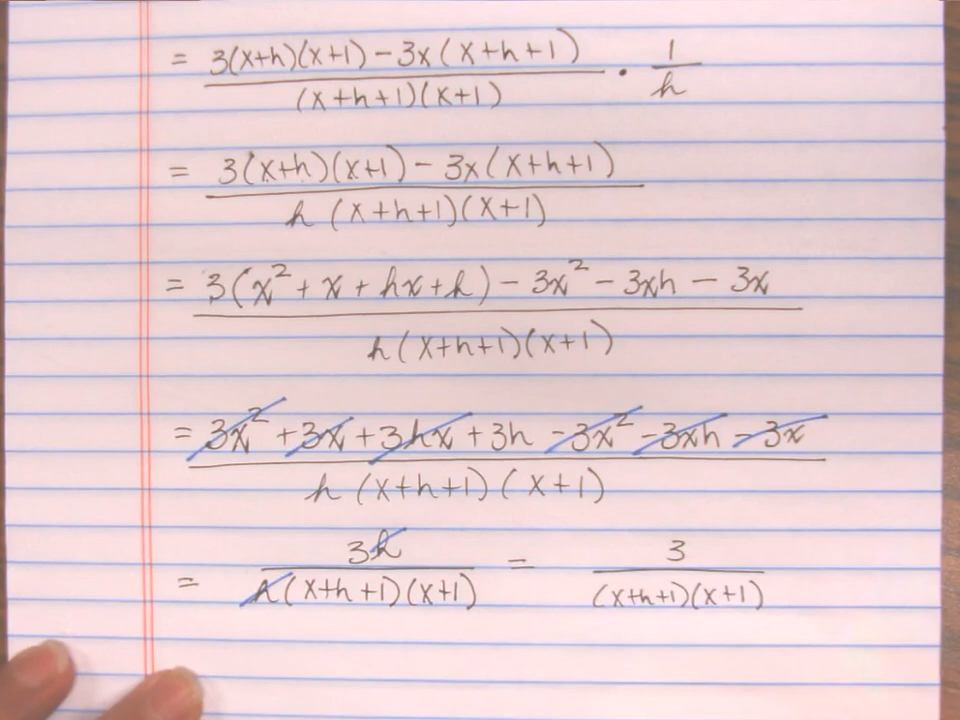 = 3(x+h)(x+1) - 3x(x+h+1) / (x+h+1)(x+1) · 1/h
= 3(x+h)(x+1) - 3x(x+h+1) / h(x+h+1)(x+1)
= 3(x² + x + hx + h) - 3x² - 3xh - 3x / h(x+h+1)(x+1)
= 3x² + 3x + 3hx + 3h - 3x² - 3xh - 3x / h(x+h+1)(x+1)
= 3h / h(x+h+1)(x+1) = 3 / (x+h+1)(x+1)